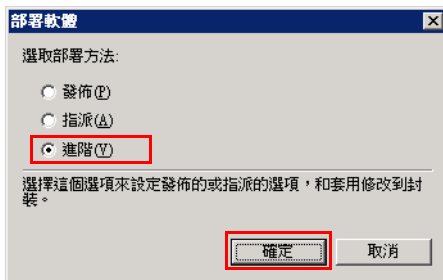 部署軟體
選取部署方法:
發佈(P)
指派(A)
進階(V)
選擇這個選項來設定發佈的或指派的選項，和套用修改到封
裝。
確定
取消